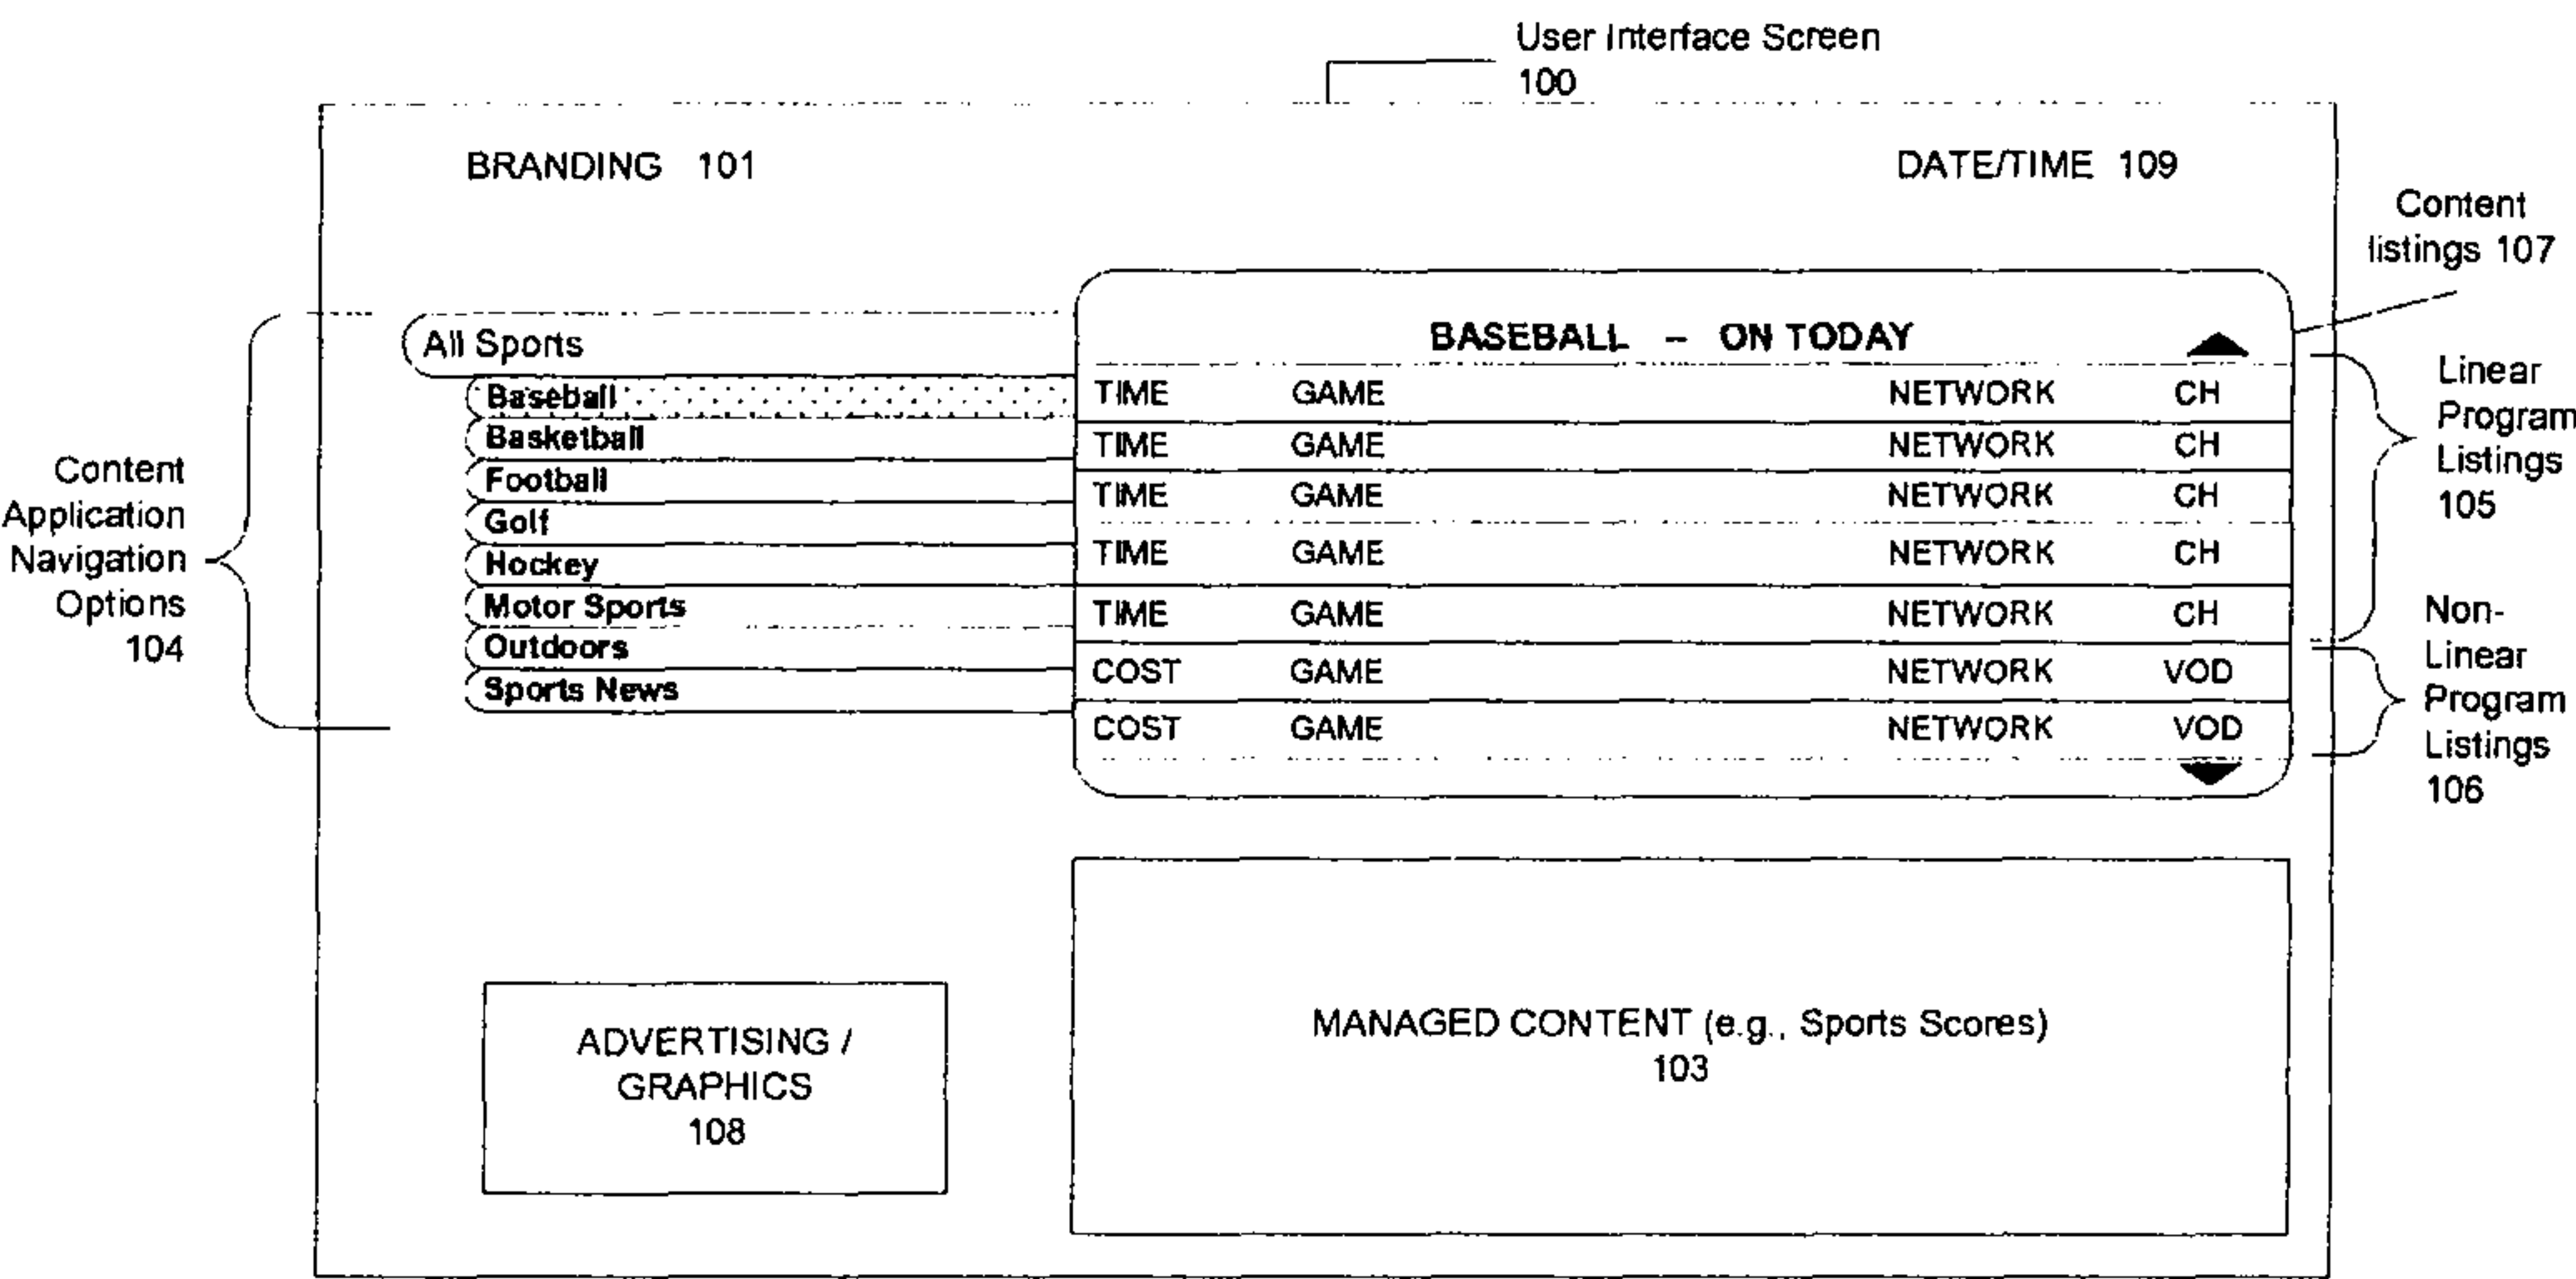 User Interface Screen
100
BRANDING 101
DATE/TIME 109
Content
listings 107
Content
Application
Navigation
Options
104
All Sports
Baseball
Basketball
Football
Golf
Hockey
Motor Sports
Outdoors
Sports News
BASEBALL – ON TODAY
TIME GAME NETWORK CH
TIME GAME NETWORK CH
TIME GAME NETWORK CH
TIME GAME NETWORK CH
TIME GAME NETWORK CH
COST GAME NETWORK VOD
COST GAME NETWORK VOD
Linear
Program
Listings
105
Non-
Linear
Program
Listings
106
ADVERTISING /
GRAPHICS
108
MANAGED CONTENT (e.g., Sports Scores)
103